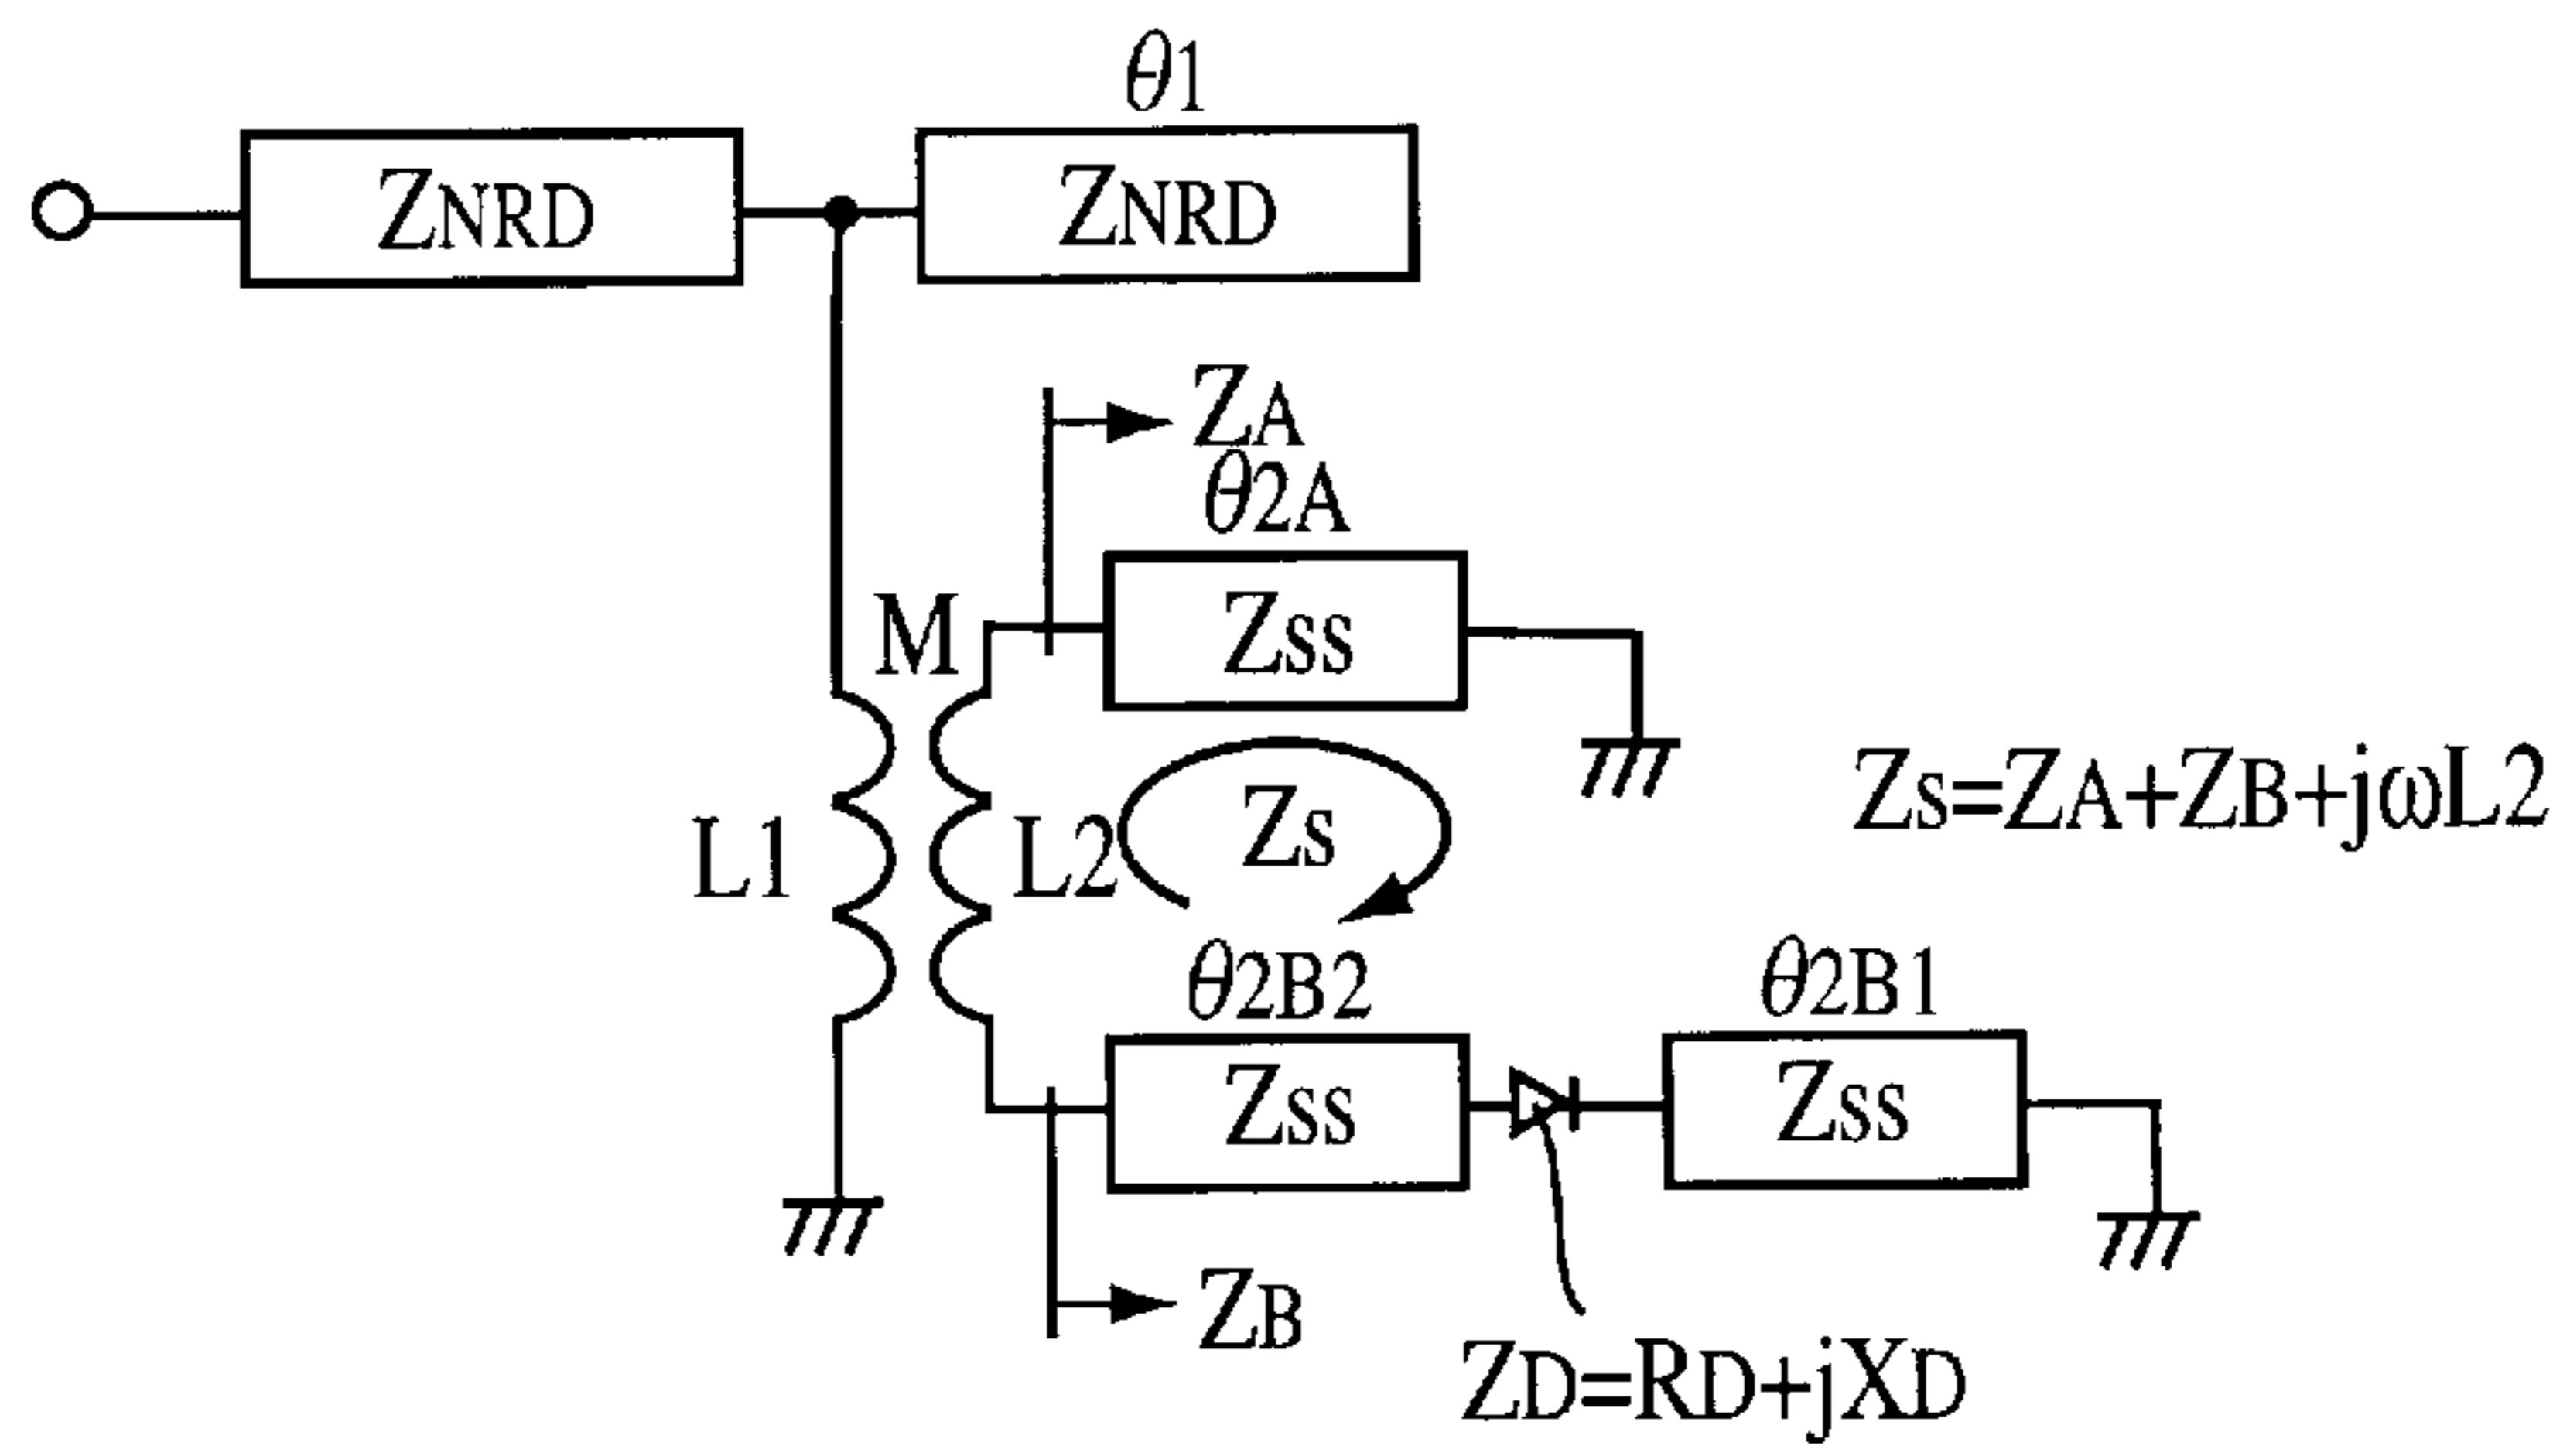 θ1
ZNRD
ZNRD
ZA
θ2A
M
Zss
L1
L2
Zs
Zs=ZA+ZB+jωL2
θ2B2
θ2B1
Zss
Zss
ZB
ZD=RD+jXD